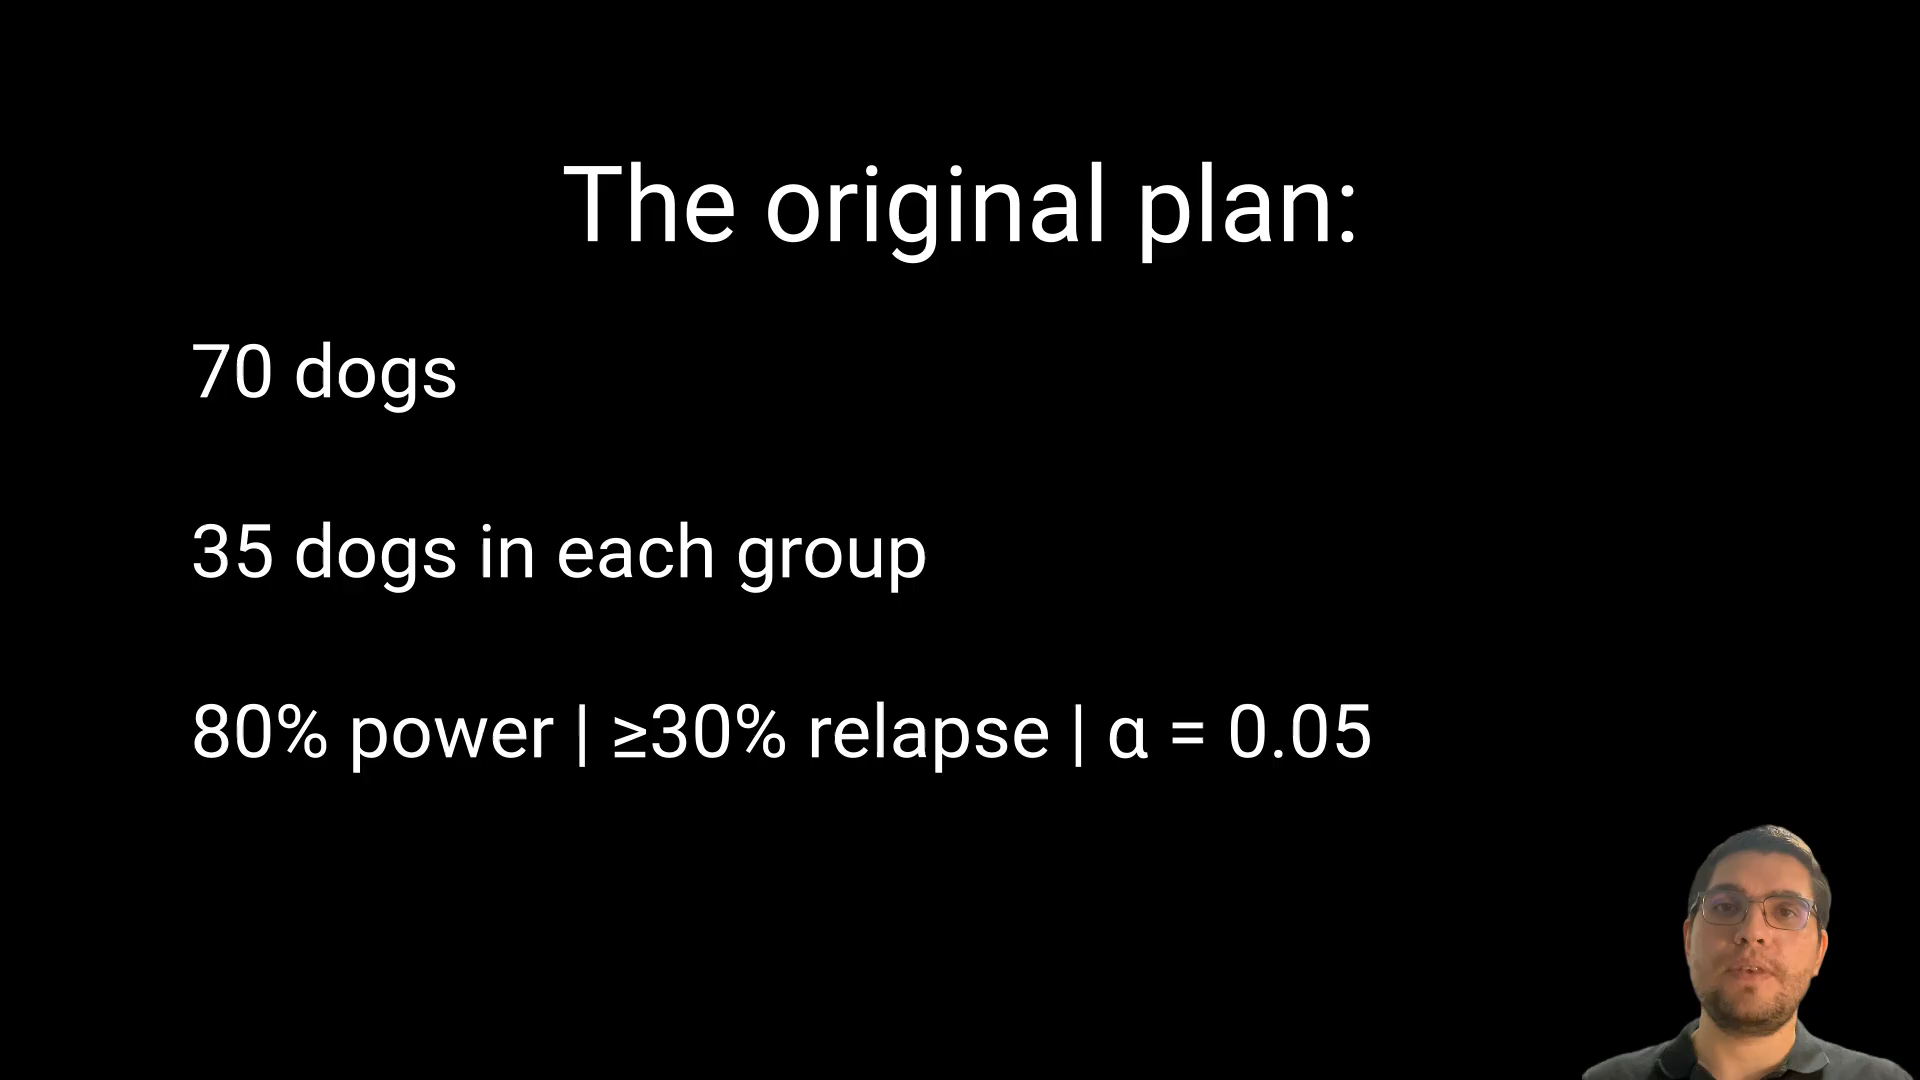 The original plan:
70 dogs
35 dogs in each group
80% power | ≥30% relapse | α = 0.05